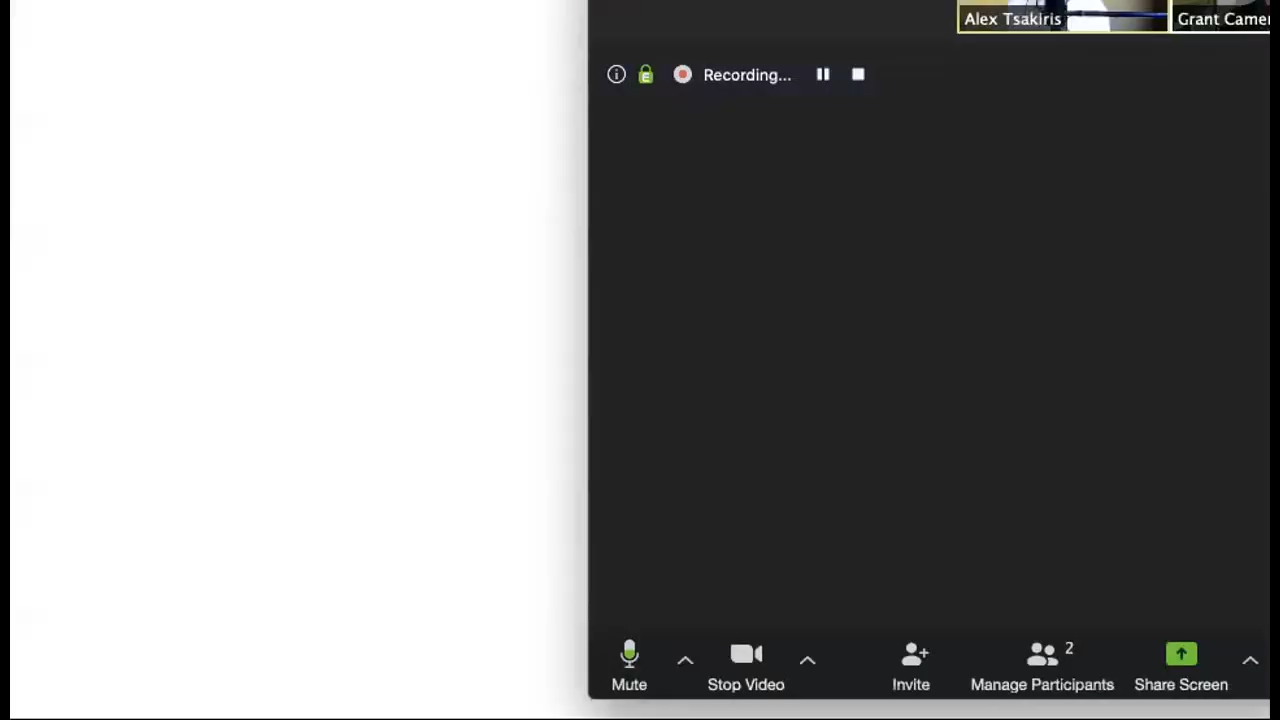 Alex Tsakiris
Grant Camer
E
Recording...
2
Mute
Stop Video
Invite
Manage Participants
Share Screen